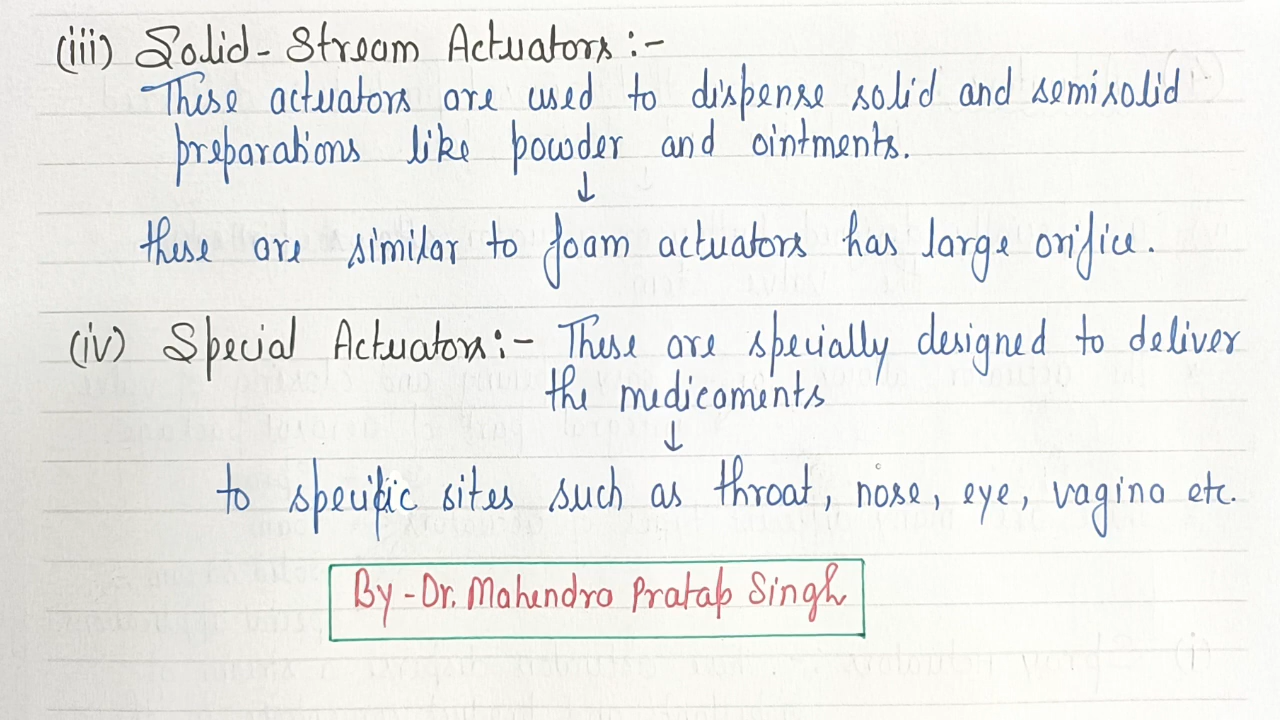 (iii) Solid-Stream Actuators :-
These actuators are used to dispense solid and semisolid
preparations like powder and ointments.
↓
these are similar to foam actuators has large orifice.
(iv) Special Actuators:- These are specially designed to deliver
the medicaments
↓
to specific sites such as throat, nose, eye, vagina etc.
By - Dr. Mahendra Pratap Singh